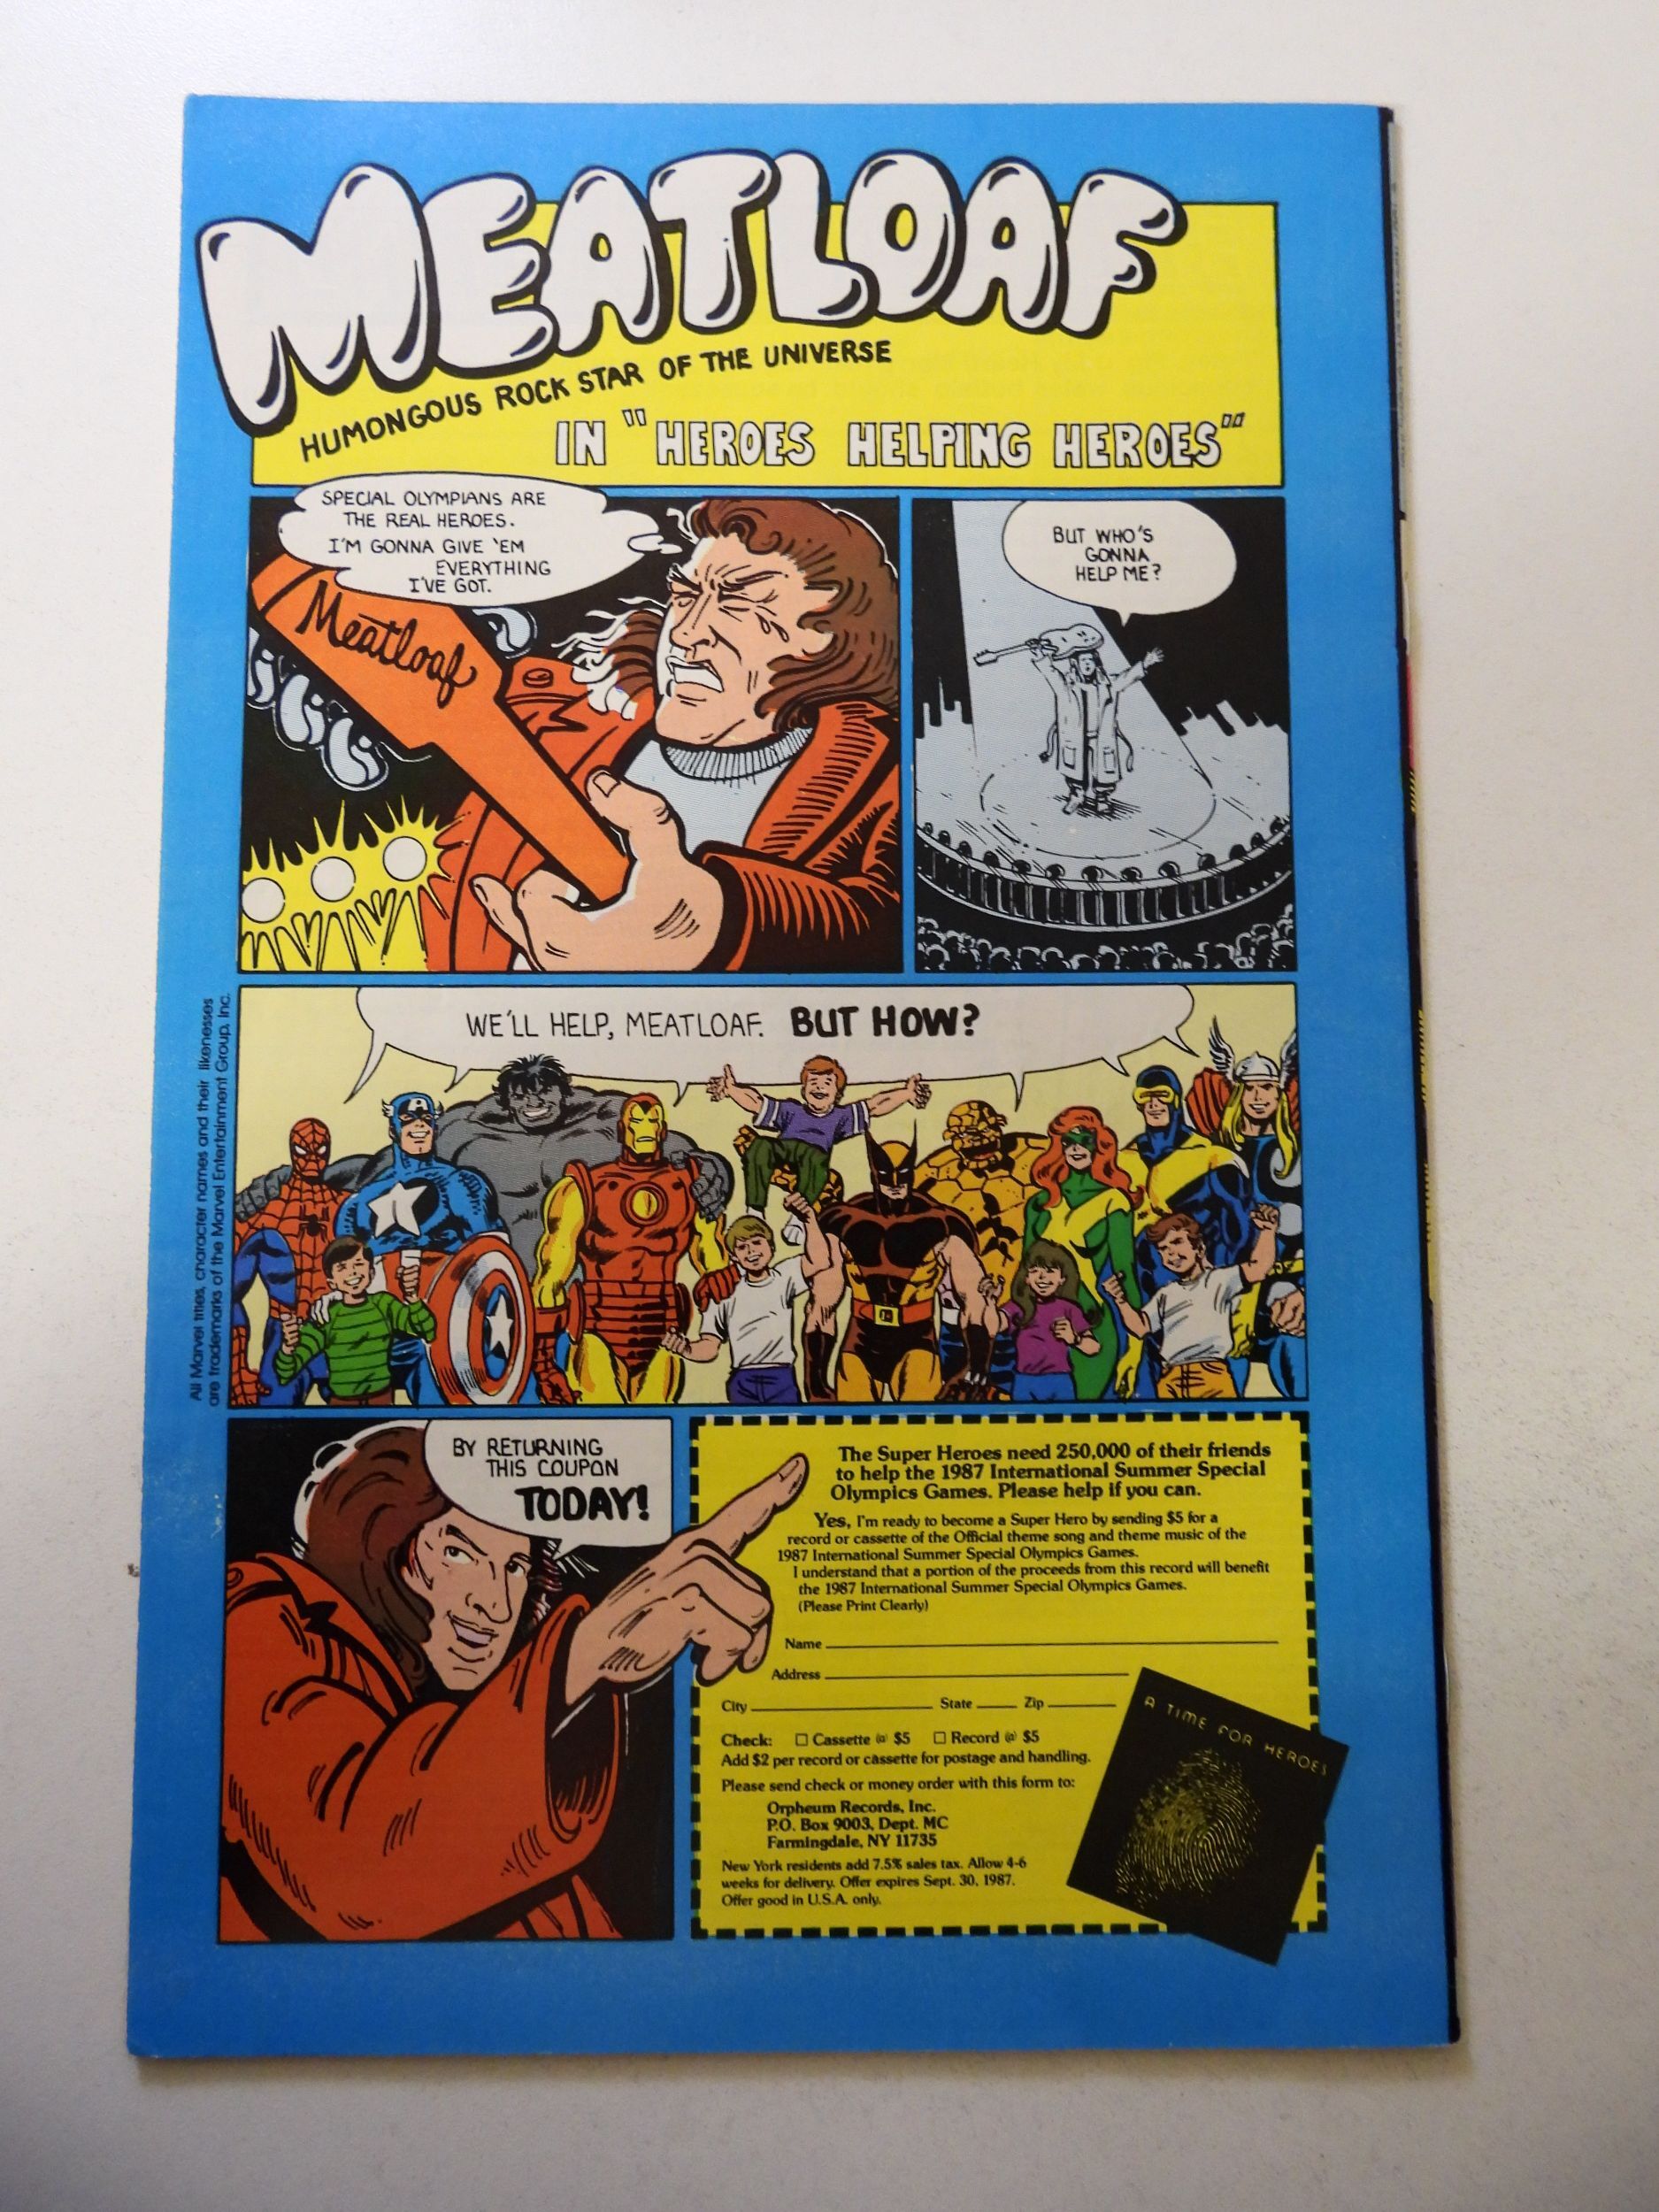 MEATLOAF
HUMONGOUS ROCK STAR OF THE UNIVERSE
IN "HEROES HELPING HEROES"
SPECIAL OLYMPIANS ARE
THE REAL HEROES.
I'M GONNA GIVE 'EM
EVERYTHING
I'VE GOT.
Meatloaf
BUT WHO'S
GONNA
HELP ME?
WE'LL HELP, MEATLOAF. BUT HOW?
All Marvel titles, character names and their likenesses
are trademarks of the Marvel Entertainment Group, Inc.
BY RETURNING
THIS COUPON
TODAY!
The Super Heroes need 250,000 of their friends
to help the 1987 International Summer Special
Olympics Games. Please help if you can.
Yes, I'm ready to become a Super Hero by sending $5 for a
record or cassette of the Official theme song and theme music of the
1987 International Summer Special Olympics Games.
I understand that a portion of the proceeds from this record will benefit
the 1987 International Summer Special Olympics Games.
(Please Print Clearly)
Name
Address
City State Zip
Check: □ Cassette @ $5 □ Record @ $5
Add $2 per record or cassette for postage and handling.
Please send check or money order with this form to:
Orpheum Records, Inc.
P.O. Box 9003, Dept. MC
Farmingdale, NY 11735
New York residents add 7.5% sales tax. Allow 4-6
weeks for delivery. Offer expires Sept. 30, 1987.
Offer good in U.S.A. only.
A TIME FOR HEROES